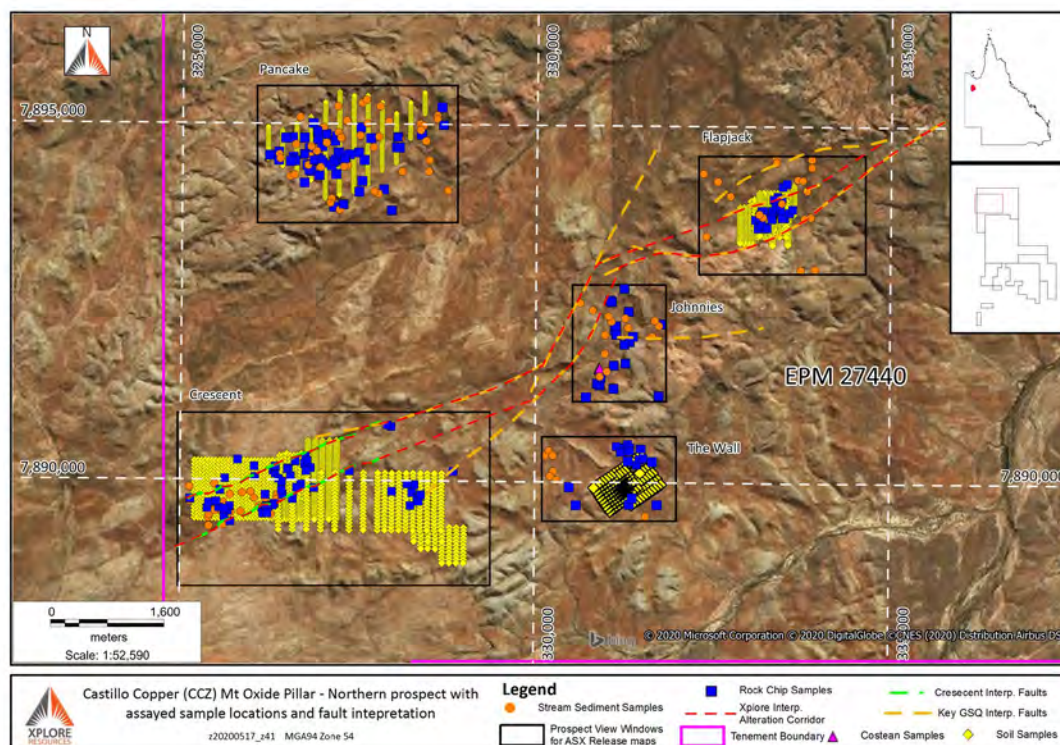 N
325,000
330,000
335,000
Pancake
7,895,000
Flapjack
Johnnies
EPM 27440
Crescent
The Wall
7,890,000
7,890,000
0 1,600
meters
Scale: 1:52,590
330,000
335,000
bing
© 2020 Microsoft Corporation © 2020 DigitalGlobe, ©CNES (2020) Distribution Airbus DS
XPLORE
RESOURCES
Castillo Copper (CCZ) Mt Oxide Pillar - Northern prospect with
assayed sample locations and fault intepretation
z20200517_z41 MGA94 Zone 54
Legend
Stream Sediment Samples
Prospect View Windows
for ASX Release maps
Rock Chip Samples
Xplore Interp.
Alteration Corridor
Tenement Boundary
Cresecent Interp. Faults
Key GSQ Interp. Faults
Costean Samples
Soil Samples